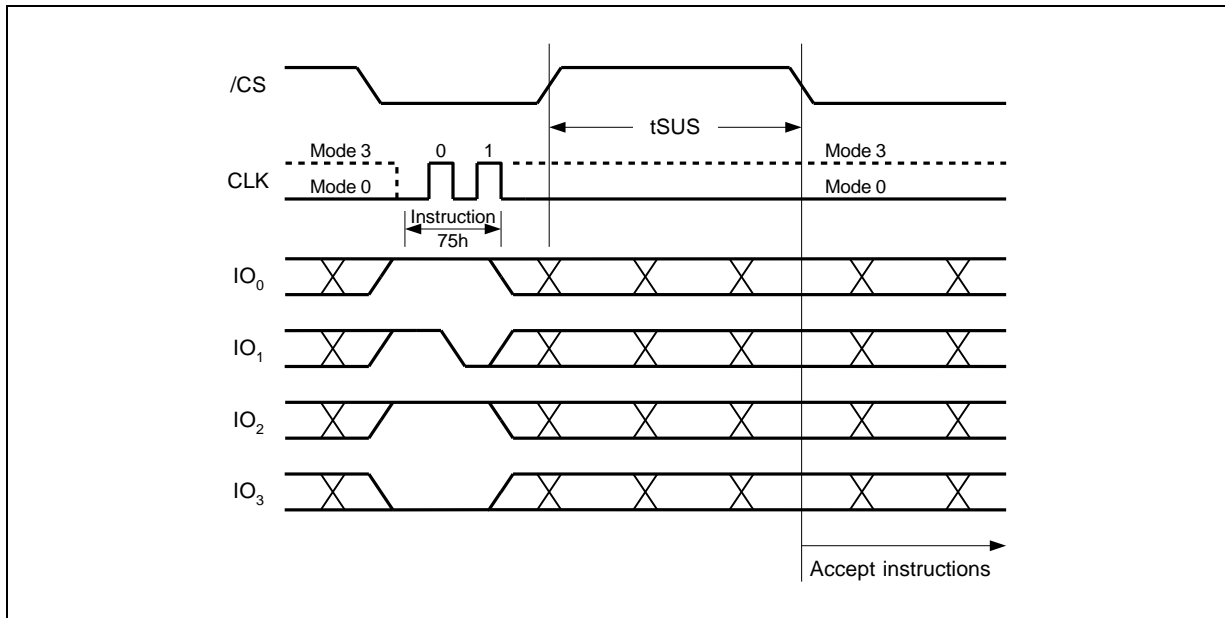 /CS
tSUS
Mode 3 0 1 Mode 3
CLK
Mode 0 Mode 0
Instruction
75h
IO0
IO1
IO2
IO3
Accept instructions